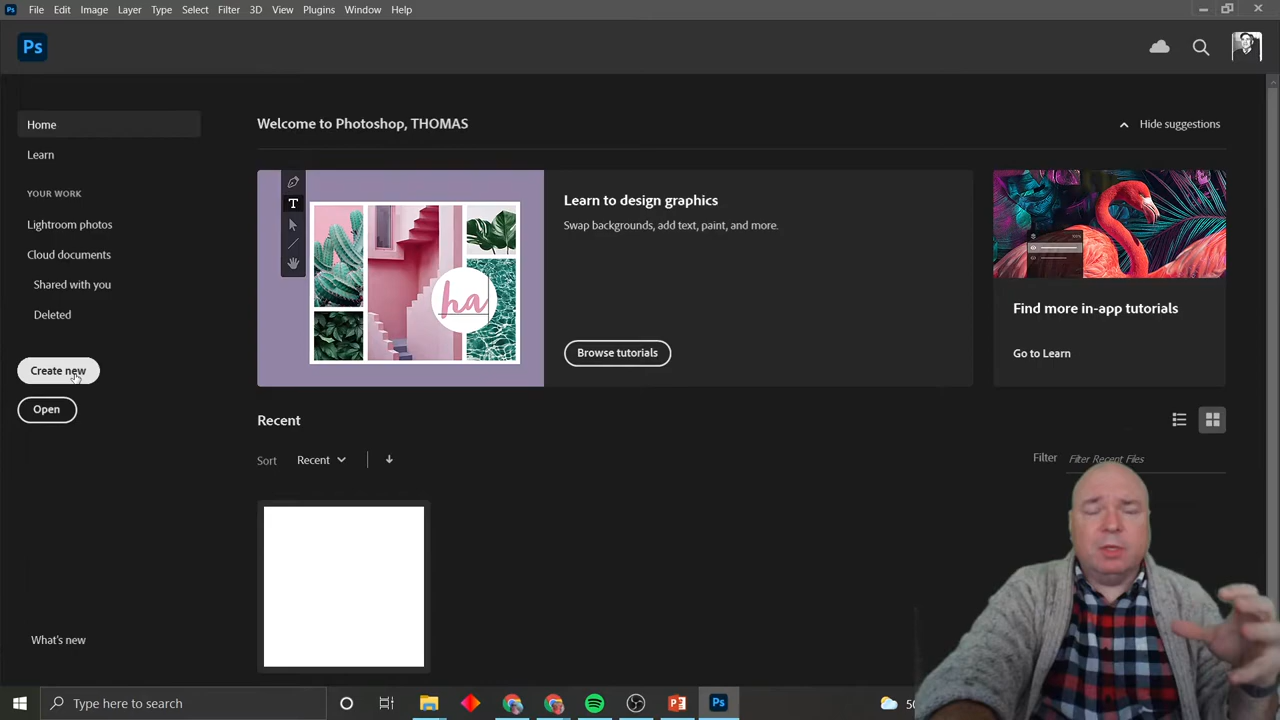 Ps File Edit Image Layer Type Select Filter 3D View Plugins Window Help
Ps
Home
Welcome to Photoshop, THOMAS
Hide suggestions
Learn
YOUR WORK
Lightroom photos
Cloud documents
Shared with you
Deleted
Create new
Open
T
ha
Learn to design graphics
Swap backgrounds, add text, paint, and more.
Browse tutorials
Find more in-app tutorials
Go to Learn
Recent
Sort Recent
Filter Filter Recent Files
What's new
Type here to search
Ps